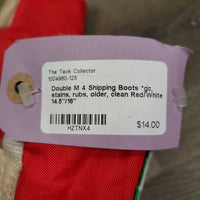 The Tack Collector
1004960-125
Double M 4 Shipping Boots *gc,
stains, rubs, older, clean Red/White
14.5"/16"
HZTNX4
$14.00